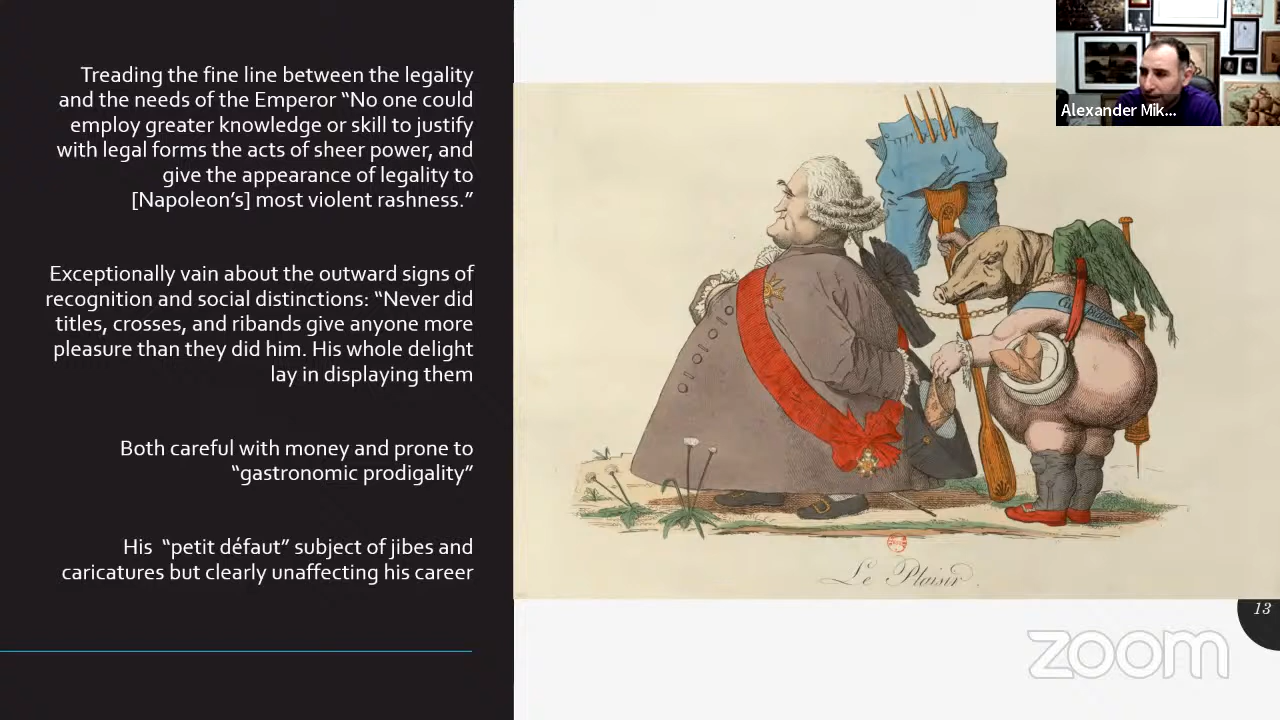 Treading the fine line between the legality
and the needs of the Emperor “No one could
employ greater knowledge or skill to justify
with legal forms the acts of sheer power, and
give the appearance of legality to
[Napoleon’s] most violent rashness.”
Exceptionally vain about the outward signs of
recognition and social distinctions: “Never did
titles, crosses, and ribands give anyone more
pleasure than they did him. His whole delight
lay in displaying them
Both careful with money and prone to
“gastronomic prodigality”
His “petit défaut” subject of jibes and
caricatures but clearly unaffecting his career
Alexander Mik...
Le Plaisir.
13
zoom